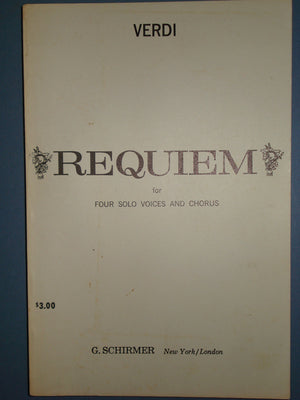 VERDI
REQUIEM
for
FOUR SOLO VOICES AND CHORUS
$3.00
G. SCHIRMER New York/London